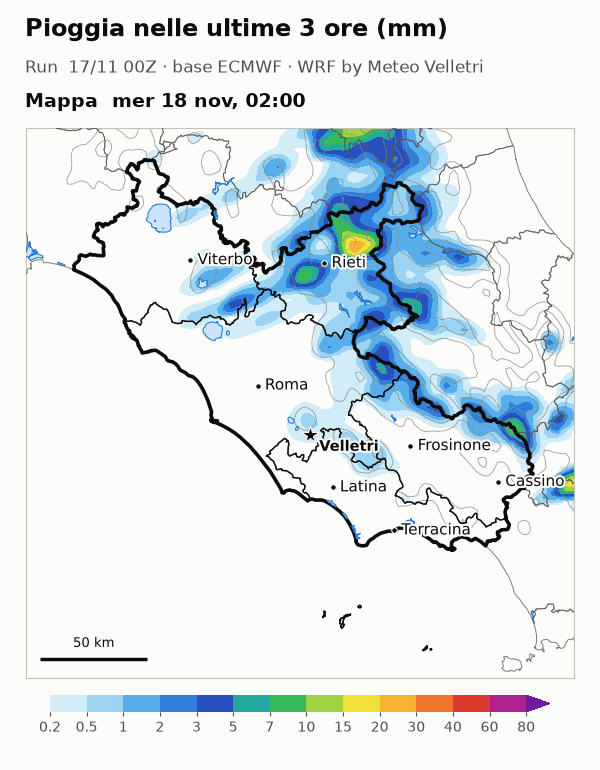 Pioggia nelle ultime 3 ore (mm)
Run  17/11 00Z · base ECMWF · WRF by Meteo Velletri
Mappa  mer 18 nov, 02:00
Viterbo
Rieti
Roma
Velletri
Frosinone
Latina
Cassino
Terracina
50 km
0.2 0.5 1 2 3 5 7 10 15 20 30 40 60 80